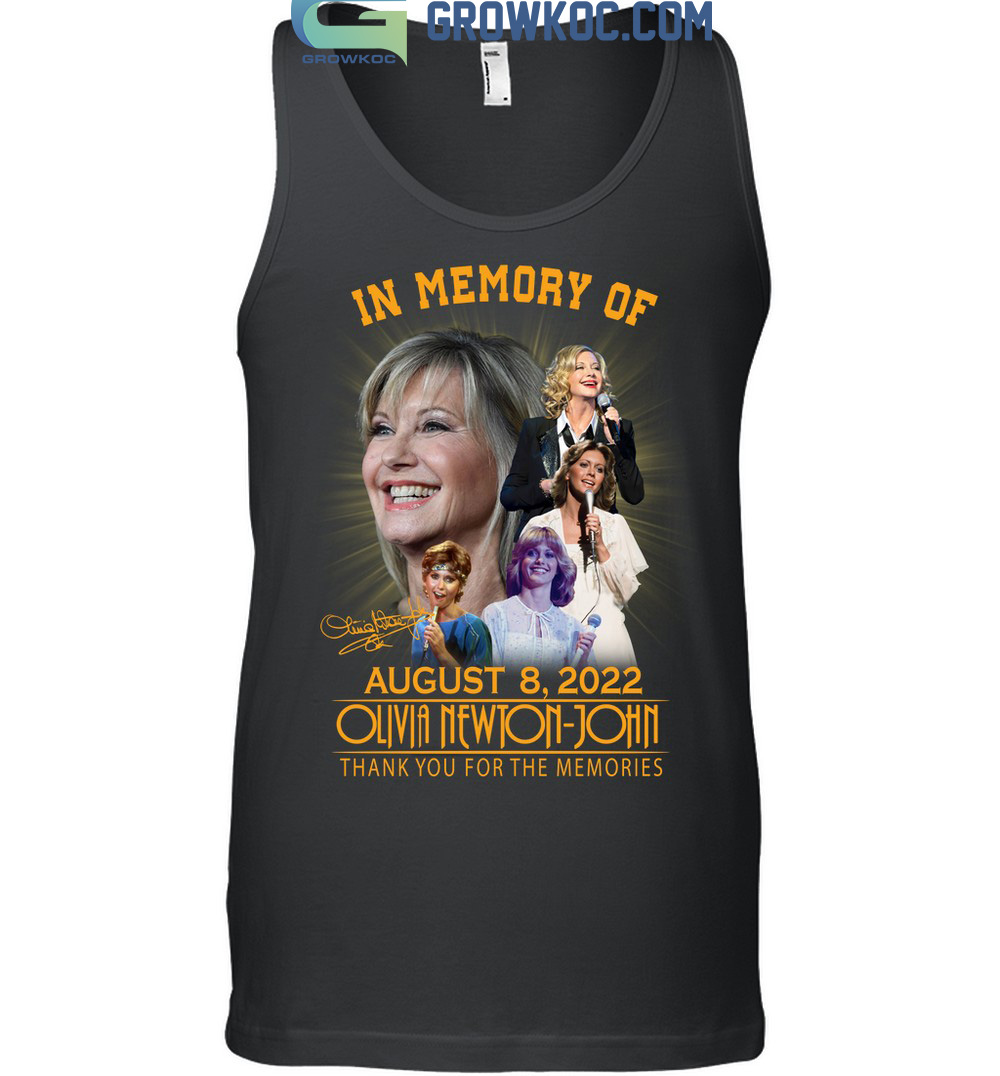 GROWKOC.COM
GROWKOC
IN MEMORY OF
AUGUST 8, 2022
OLIVIA NEWTON-JOHN
THANK YOU FOR THE MEMORIES